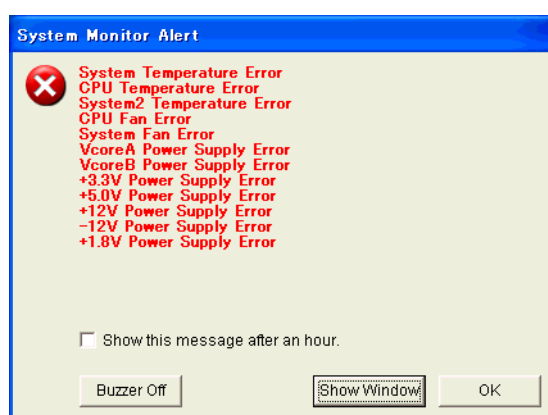 System Monitor Alert
System Temperature Error
CPU Temperature Error
System2 Temperature Error
CPU Fan Error
System Fan Error
VcoreA Power Supply Error
VcoreB Power Supply Error
+3.3V Power Supply Error
+5.0V Power Supply Error
+12V Power Supply Error
-12V Power Supply Error
+1.8V Power Supply Error
Show this message after an hour.
Buzzer Off Show Window OK